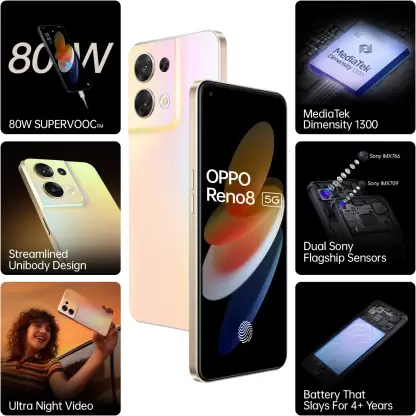 80W
80W SUPERVOOC™
Streamlined
Unibody Design
Ultra Night Video
OPPO
Reno8 5G
MediaTek
Dimensity 1300
MediaTek
Dimensity 1300
Sony IMX766
Sony IMX709
Dual Sony
Flagship Sensors
Battery That
Slays For 4+ Years